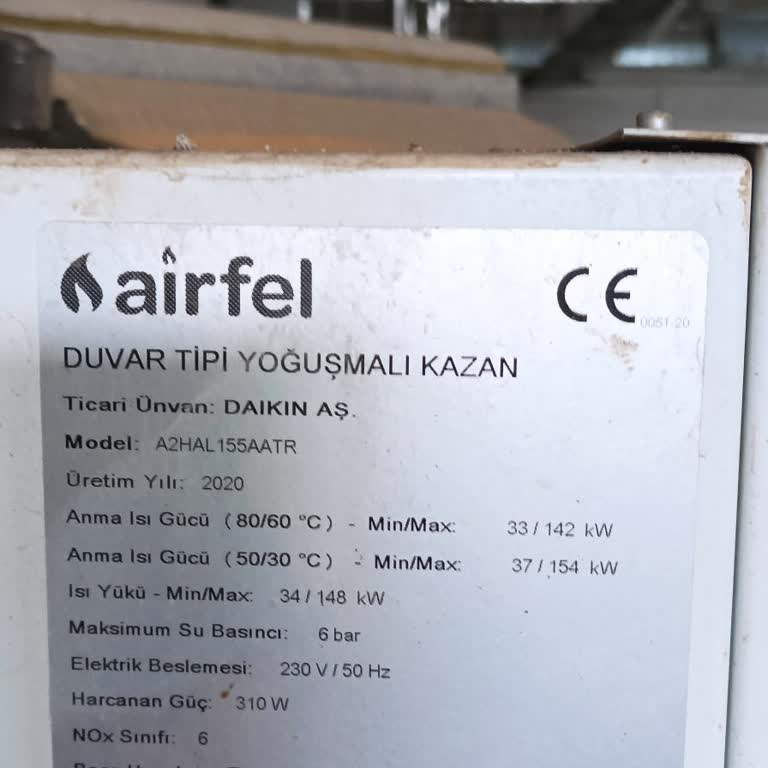 airfel
CE
0051-20
DUVAR TİPİ YOĞUŞMALI KAZAN
Ticari Ünvan: DAIKIN AŞ.
Model: A2HAL155AATR
Üretim Yılı: 2020
Anma Isı Gücü (80/60 °C) - Min/Max: 33 / 142 kW
Anma Isı Gücü (50/30 °C) - Min/Max: 37 / 154 kW
Isı Yükü - Min/Max: 34 / 148 kW
Maksimum Su Basıncı: 6 bar
Elektrik Beslemesi: 230 V / 50 Hz
Harcanan Güç: 310 W
NOx Sınıfı: 6